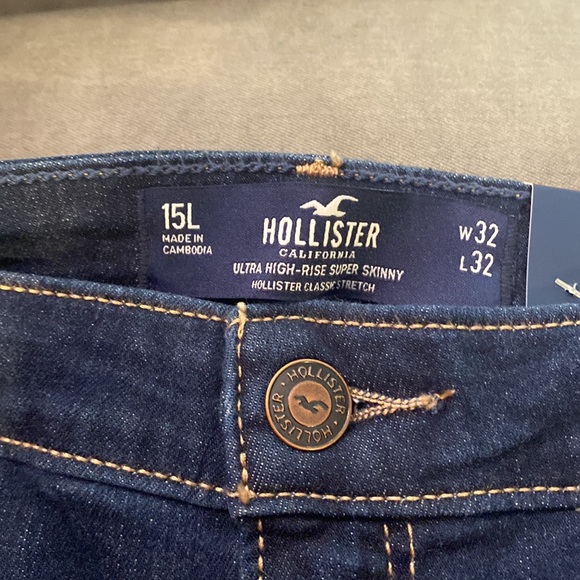 15L
MADE IN
CAMBODIA
HOLLISTER
CALIFORNIA
ULTRA HIGH-RISE SUPER SKINNY
HOLLISTER CLASSIC STRETCH
W32
L32
HOLLISTER · HOLLISTER ·